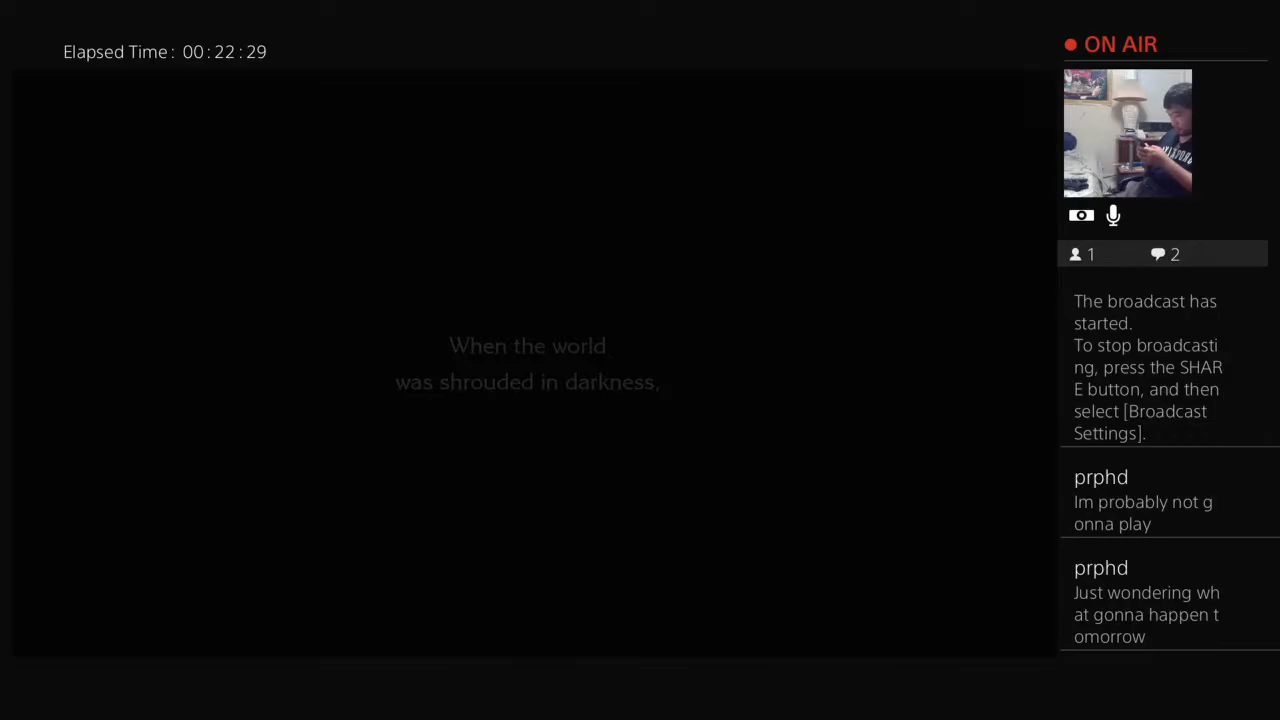 Elapsed Time: 00:22:29
ON AIR
1
2
The broadcast has
started.
To stop broadcasti
ng, press the SHAR
E button, and then
select [Broadcast
Settings].
prphd
Im probably not g
onna play
prphd
Just wondering wh
at gonna happen t
omorrow
When the world
was shrouded in darkness,